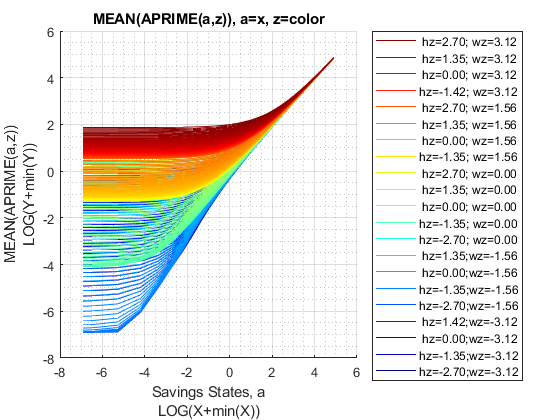 MEAN(APRIME(a,z)), a=x, z=color
MEAN(APRIME(a,z))
LOG(Y+min(Y))
6
4
2
0
-2
-4
-6
-8
-8
-6
-4
-2
0
2
4
6
Savings States, a
LOG(X+min(X))
hz=2.70; wz=3.12
hz=1.35; wz=3.12
hz=0.00; wz=3.12
hz=-1.42; wz=3.12
hz=2.70; wz=1.56
hz=1.35; wz=1.56
hz=0.00; wz=1.56
hz=-1.35; wz=1.56
hz=2.70; wz=0.00
hz=1.35; wz=0.00
hz=0.00; wz=0.00
hz=-1.35; wz=0.00
hz=-2.70; wz=0.00
hz=1.35;wz=-1.56
hz=0.00;wz=-1.56
hz=-1.35;wz=-1.56
hz=-2.70;wz=-1.56
hz=1.42;wz=-3.12
hz=0.00;wz=-3.12
hz=-1.35;wz=-3.12
hz=-2.70;wz=-3.12